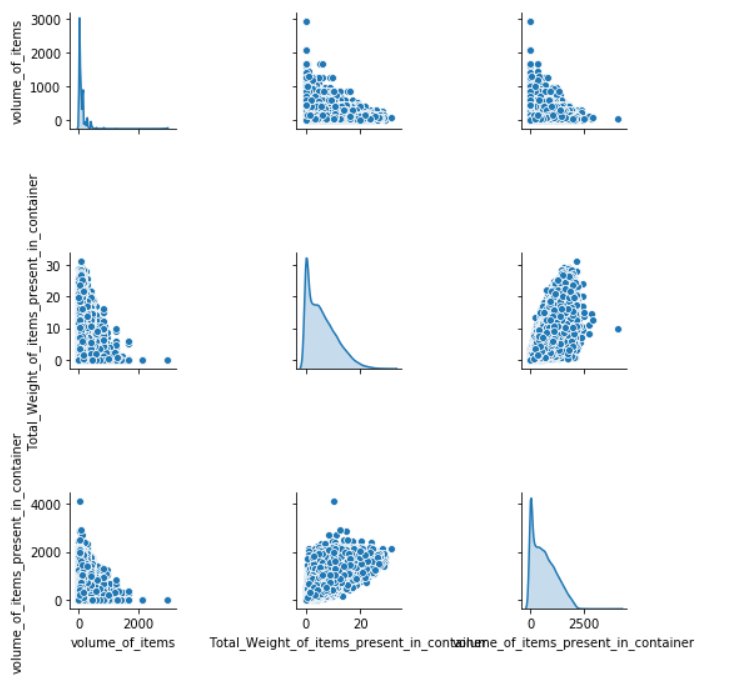 volume_of_items
3000
2000
1000
0
Total_Weight_of_items_present_in_container
30
20
10
0
volume_of_items_present_in_container
4000
2000
0
0 2000
0 20
0 2500
volume_of_items
Total_Weight_of_items_present_in_container
volume_of_items_present_in_container